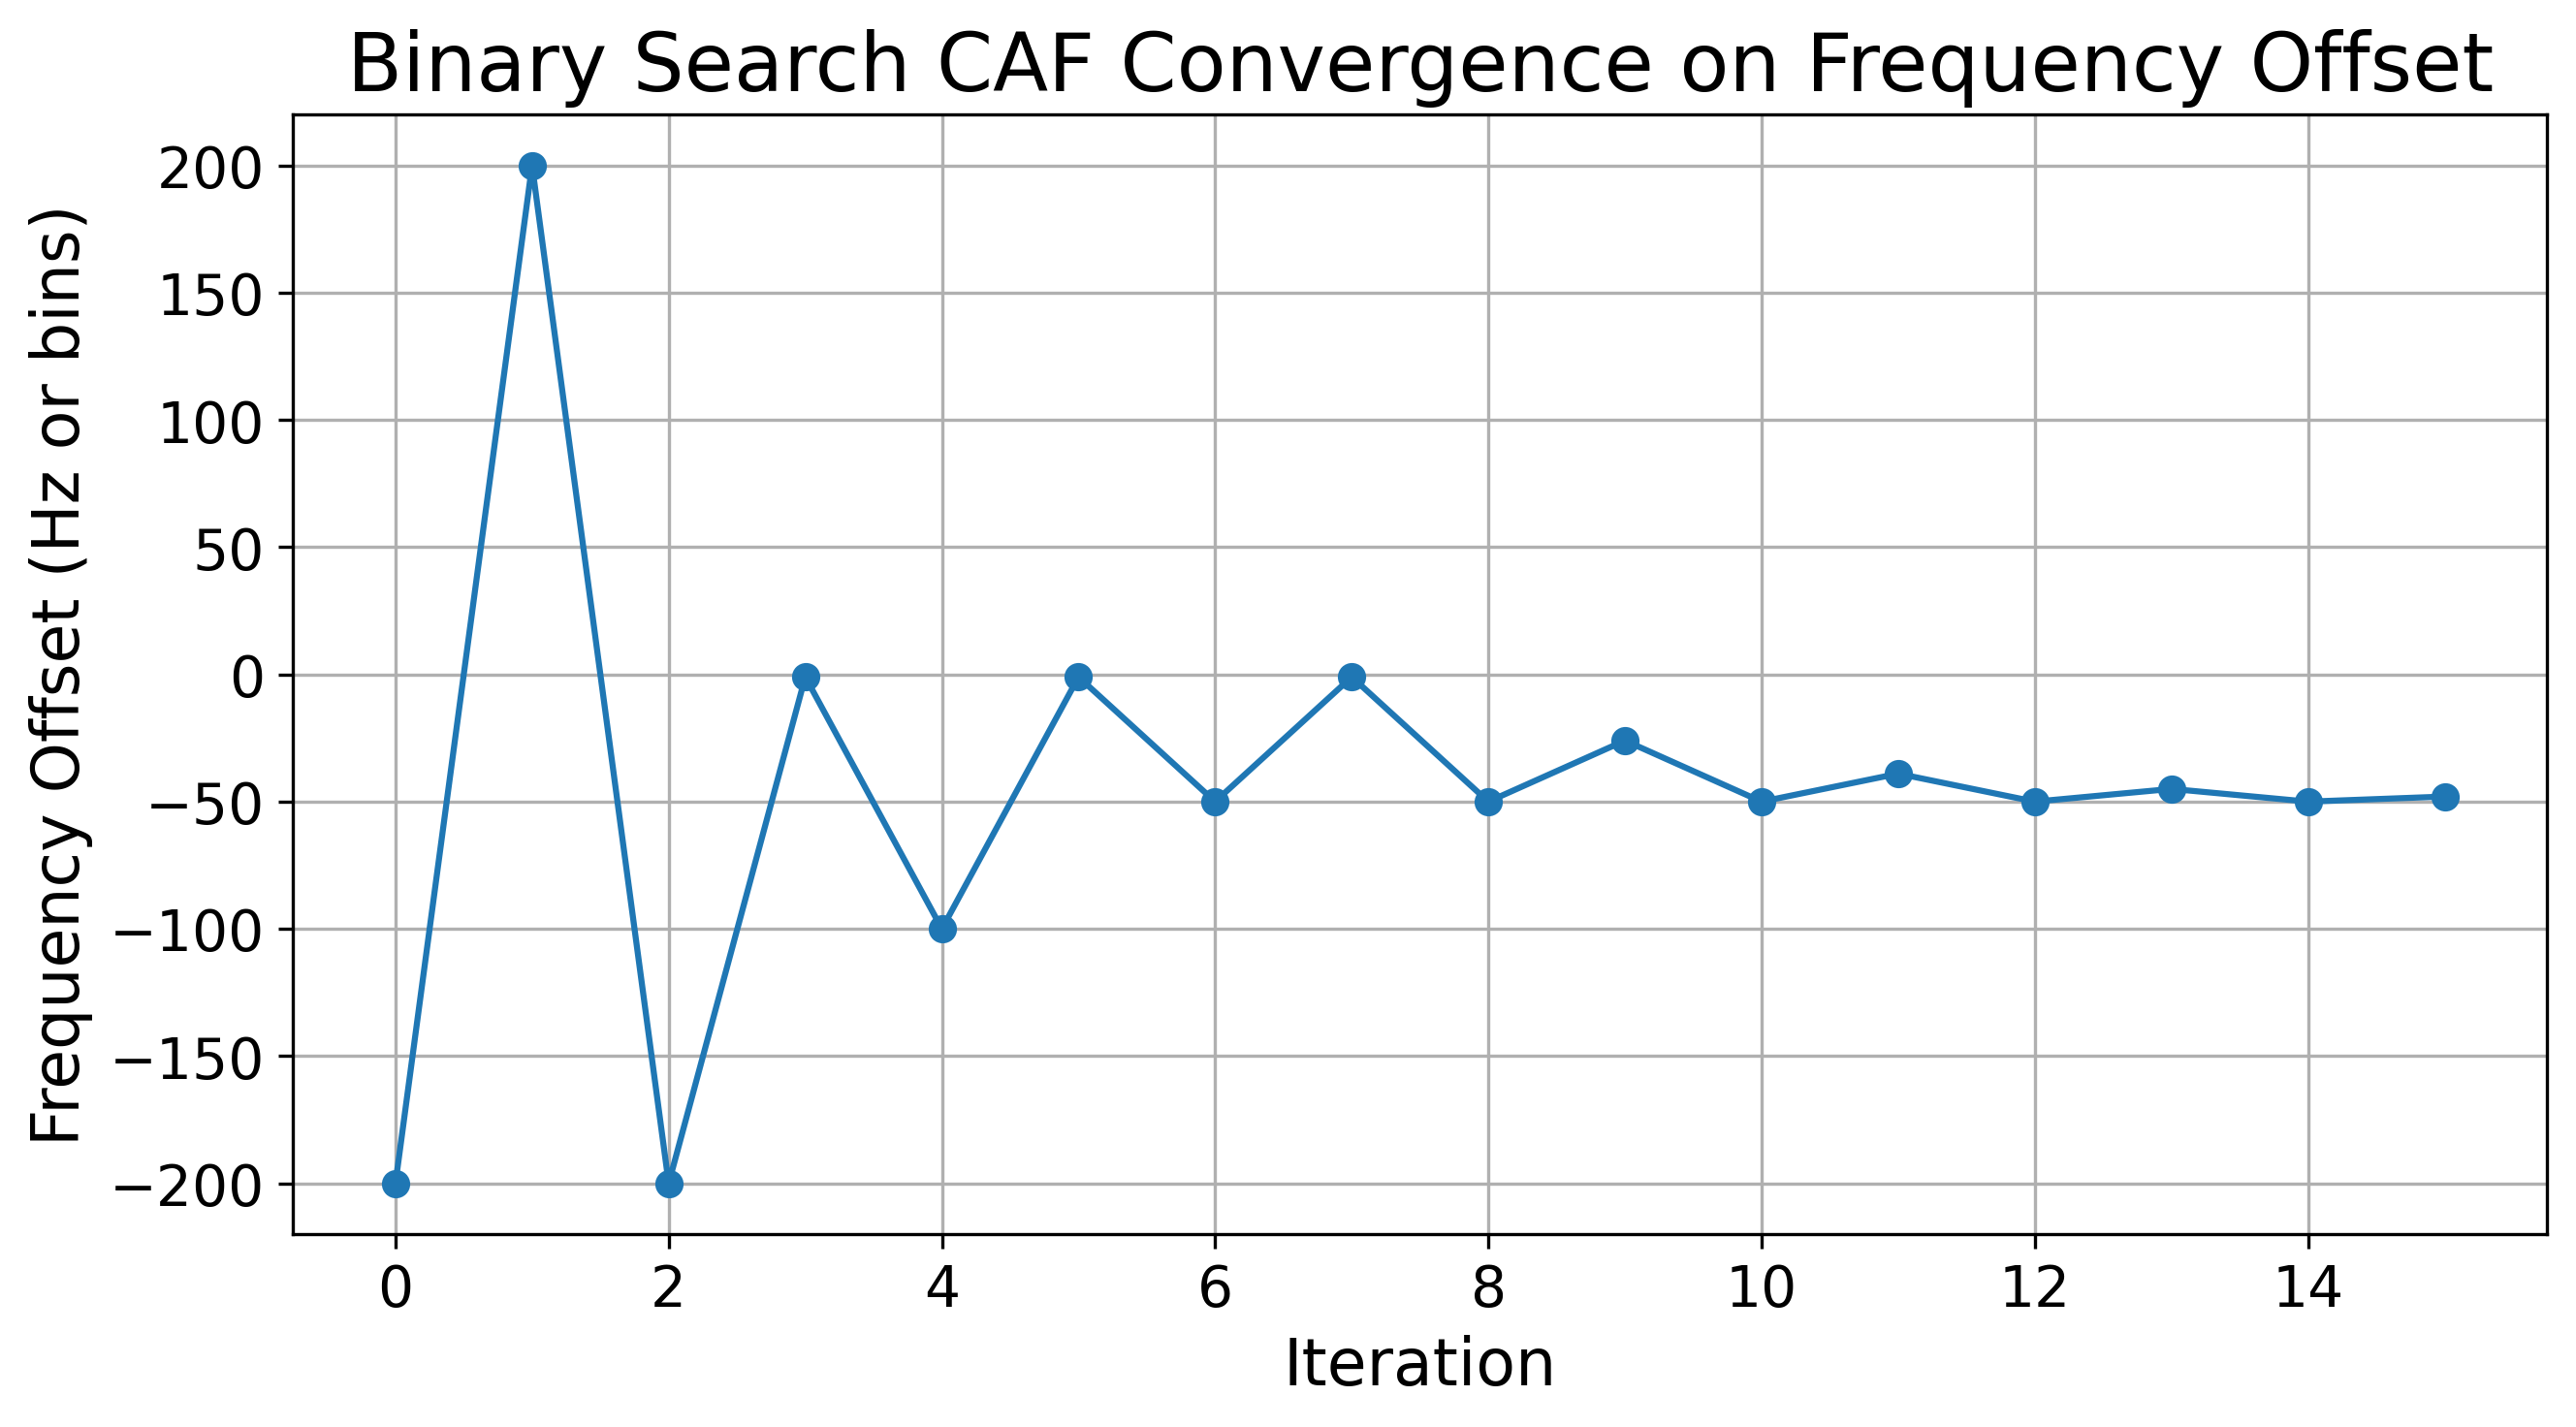 Binary Search CAF Convergence on Frequency Offset
Frequency Offset (Hz or bins)
200
150
100
50
0
−50
−100
−150
−200
0 2 4 6 8 10 12 14
Iteration